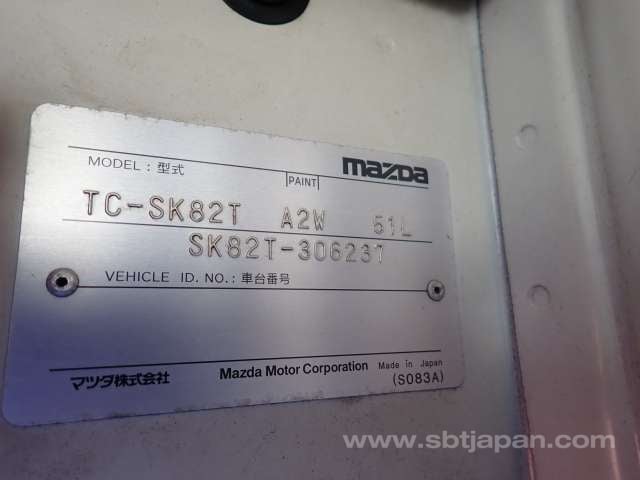 mazda
MODEL : 型式 PAINT
TC-SK82T A2W 51L
SK82T-306237
VEHICLE ID. NO. : 車台番号
マツダ株式会社 Mazda Motor Corporation Made in Japan
(S083A)
www.sbtjapan.com